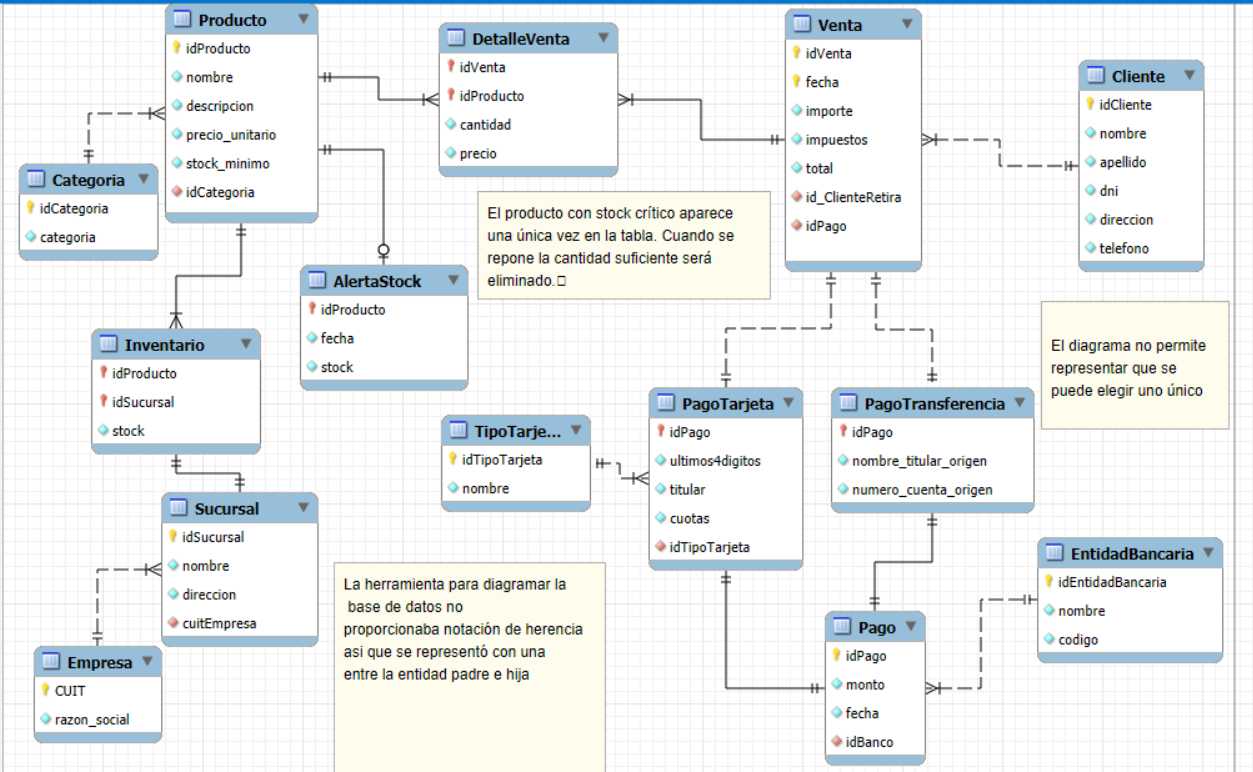 Producto
idProducto
nombre
descripcion
precio_unitario
stock_minimo
idCategoria
DetalleVenta
idVenta
idProducto
cantidad
precio
Venta
idVenta
fecha
importe
impuestos
total
id_ClienteRetira
idPago
Cliente
idCliente
nombre
apellido
dni
direccion
telefono
Categoria
idCategoria
categoria
El producto con stock crítico aparece
una única vez en la tabla. Cuando se
repone la cantidad suficiente será
eliminado.□
AlertaStock
idProducto
fecha
stock
Inventario
idProducto
idSucursal
stock
El diagrama no permite
representar que se
puede elegir uno único
TipoTarje...
idTipoTarjeta
nombre
PagoTarjeta
idPago
ultimos4digitos
titular
cuotas
idTipoTarjeta
PagoTransferencia
idPago
nombre_titular_origen
numero_cuenta_origen
Sucursal
idSucursal
nombre
direccion
cuitEmpresa
La herramienta para diagramar la
base de datos no
proporcionaba notación de herencia
asi que se representó con una
entre la entidad padre e hija
EntidadBancaria
idEntidadBancaria
nombre
codigo
Empresa
CUIT
razon_social
Pago
idPago
monto
fecha
idBanco